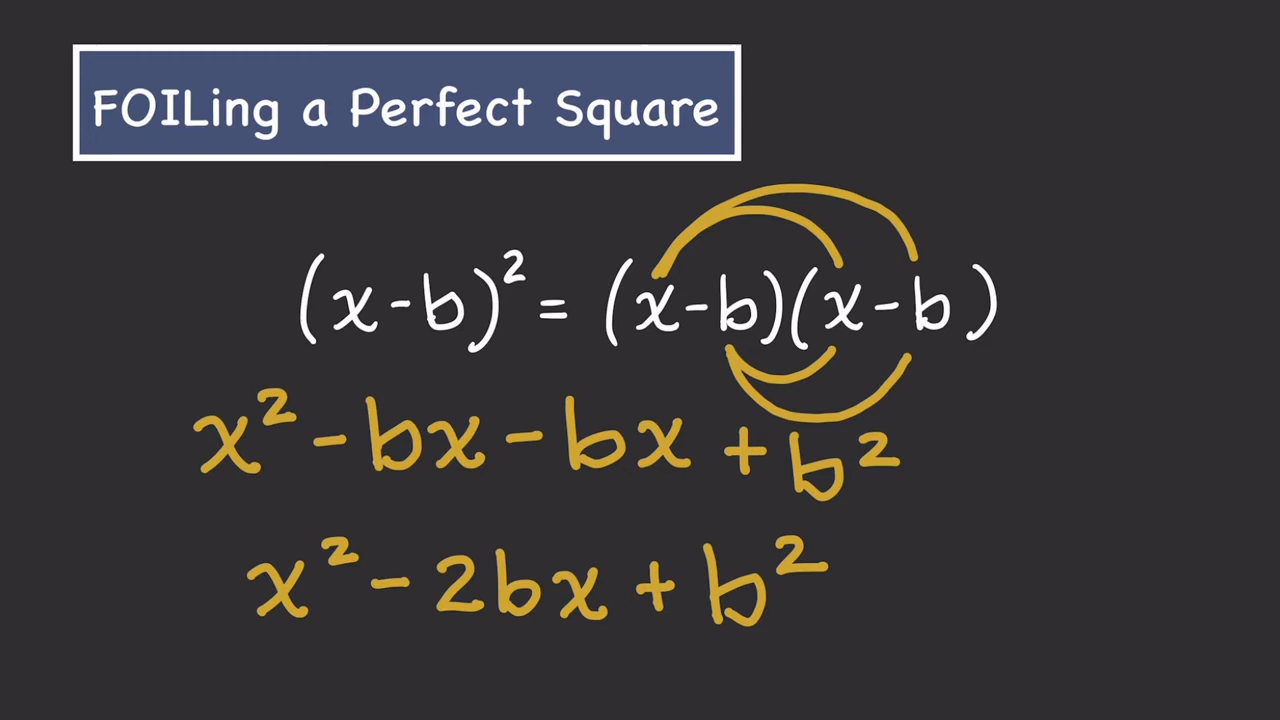 FOILing a Perfect Square
(x-b)² = (x-b)(x-b)
x² - bx - bx + b²
x² - 2bx + b²